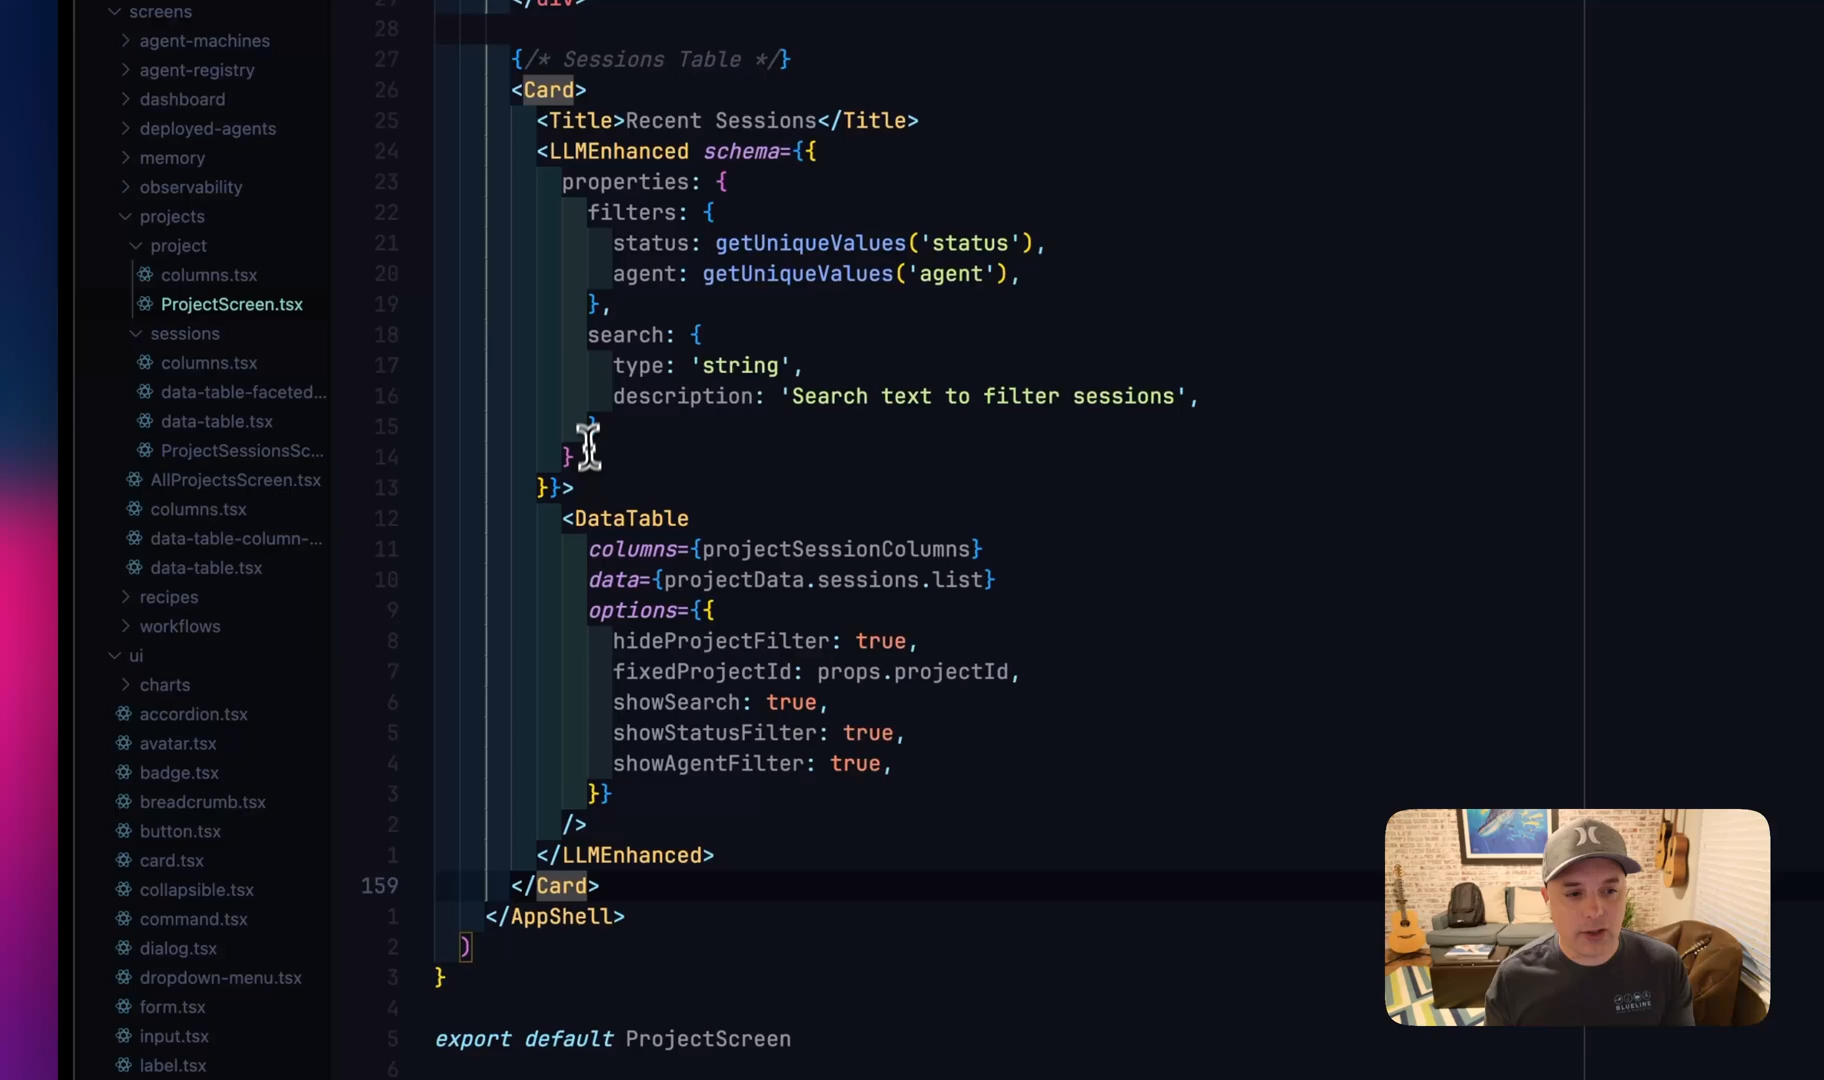 screens
agent-machines
agent-registry
dashboard
deployed-agents
memory
observability
projects
project
columns.tsx
ProjectScreen.tsx
sessions
columns.tsx
data-table-faceted...
data-table.tsx
ProjectSessionsSc...
AllProjectsScreen.tsx
columns.tsx
data-table-column-...
data-table.tsx
recipes
workflows
ui
charts
accordion.tsx
avatar.tsx
badge.tsx
breadcrumb.tsx
button.tsx
card.tsx
collapsible.tsx
command.tsx
dialog.tsx
dropdown-menu.tsx
form.tsx
input.tsx
label.tsx
29 </div>
28
27 {/* Sessions Table */}
26 <Card>
25 <Title>Recent Sessions</Title>
24 <LLMEnhanced schema={{
23 properties: {
22 filters: {
21 status: getUniqueValues('status'),
20 agent: getUniqueValues('agent'),
19 },
18 search: {
17 type: 'string',
16 description: 'Search text to filter sessions',
15 }
14 }
13 }}>
12 <DataTable
11 columns={projectSessionColumns}
10 data={projectData.sessions.list}
9 options={{
8 hideProjectFilter: true,
7 fixedProjectId: props.projectId,
6 showSearch: true,
5 showStatusFilter: true,
4 showAgentFilter: true,
3 }}
2 />
1 </LLMEnhanced>
159 </Card>
1 </AppShell>
2 )
3 }
4
5 export default ProjectScreen
6
BLUELINE